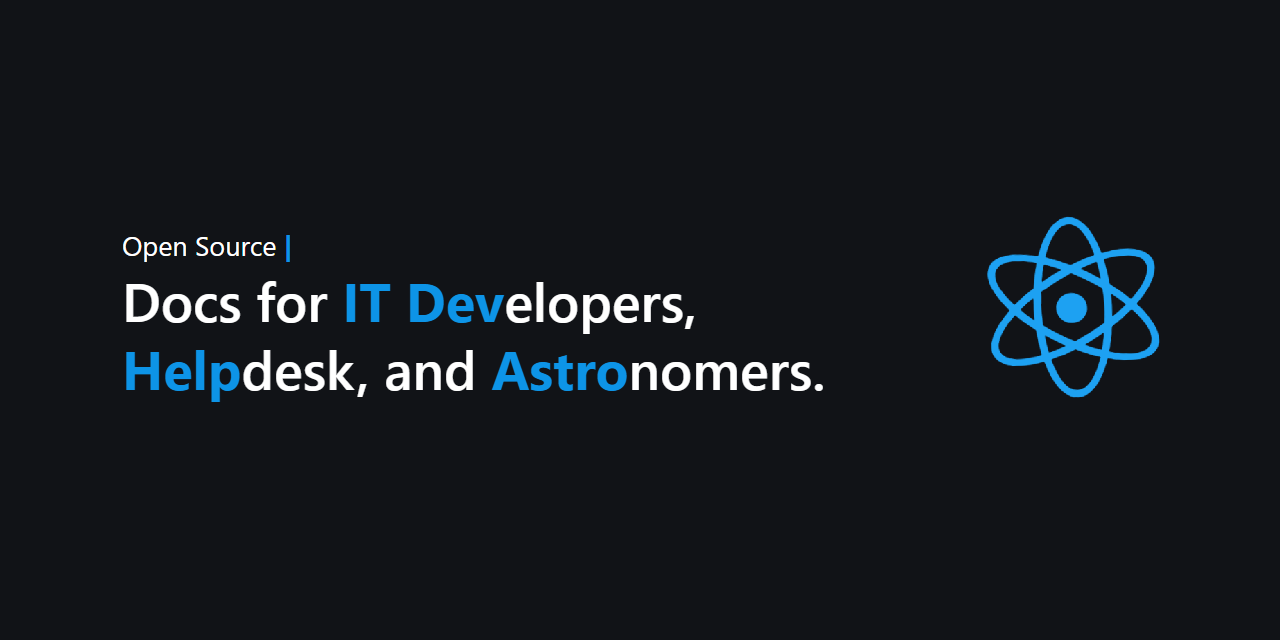 Open Source |
Docs for IT Developers,
Helpdesk, and Astronomers.